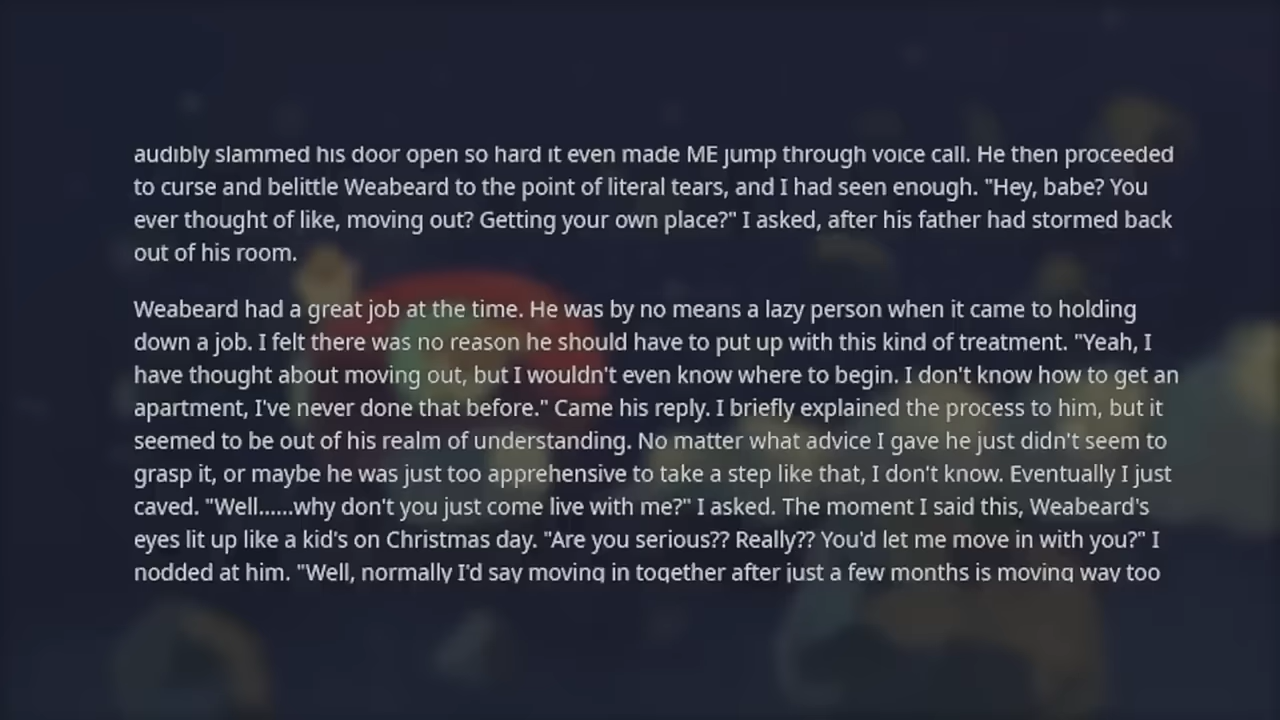 audibly slammed his door open so hard it even made ME jump through voice call. He then proceeded
to curse and belittle Weabeard to the point of literal tears, and I had seen enough. "Hey, babe? You
ever thought of like, moving out? Getting your own place?" I asked, after his father had stormed back
out of his room.
Weabeard had a great job at the time. He was by no means a lazy person when it came to holding
down a job. I felt there was no reason he should have to put up with this kind of treatment. "Yeah, I
have thought about moving out, but I wouldn't even know where to begin. I don't know how to get an
apartment, I've never done that before." Came his reply. I briefly explained the process to him, but it
seemed to be out of his realm of understanding. No matter what advice I gave he just didn't seem to
grasp it, or maybe he was just too apprehensive to take a step like that, I don't know. Eventually I just
caved. "Well......why don't you just come live with me?" I asked. The moment I said this, Weabeard's
eyes lit up like a kid's on Christmas day. "Are you serious?? Really?? You'd let me move in with you?" I
nodded at him. "Well, normally I'd say moving in together after just a few months is moving way too